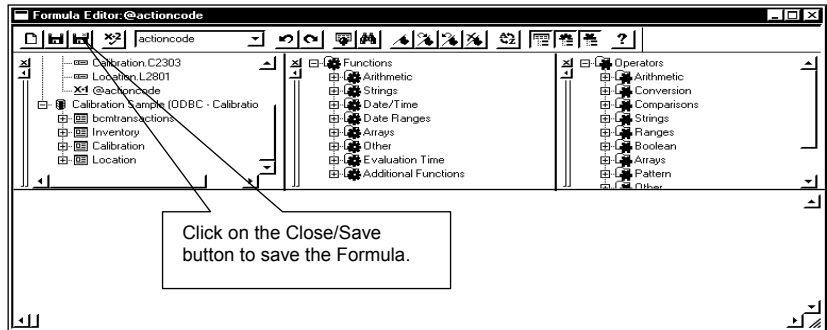 Formula Editor:@actioncode
actioncode
Calibration.C2303
Location.L2801
@actioncode
Calibration Sample (ODBC - Calibratio
bcmtransactions
Inventory
Calibration
Location
Functions
Arithmetic
Strings
Date/Time
Date Ranges
Arrays
Other
Evaluation Time
Additional Functions
Operators
Arithmetic
Conversion
Comparisons
Strings
Ranges
Boolean
Arrays
Pattern
Other
Click on the Close/Save
button to save the Formula.